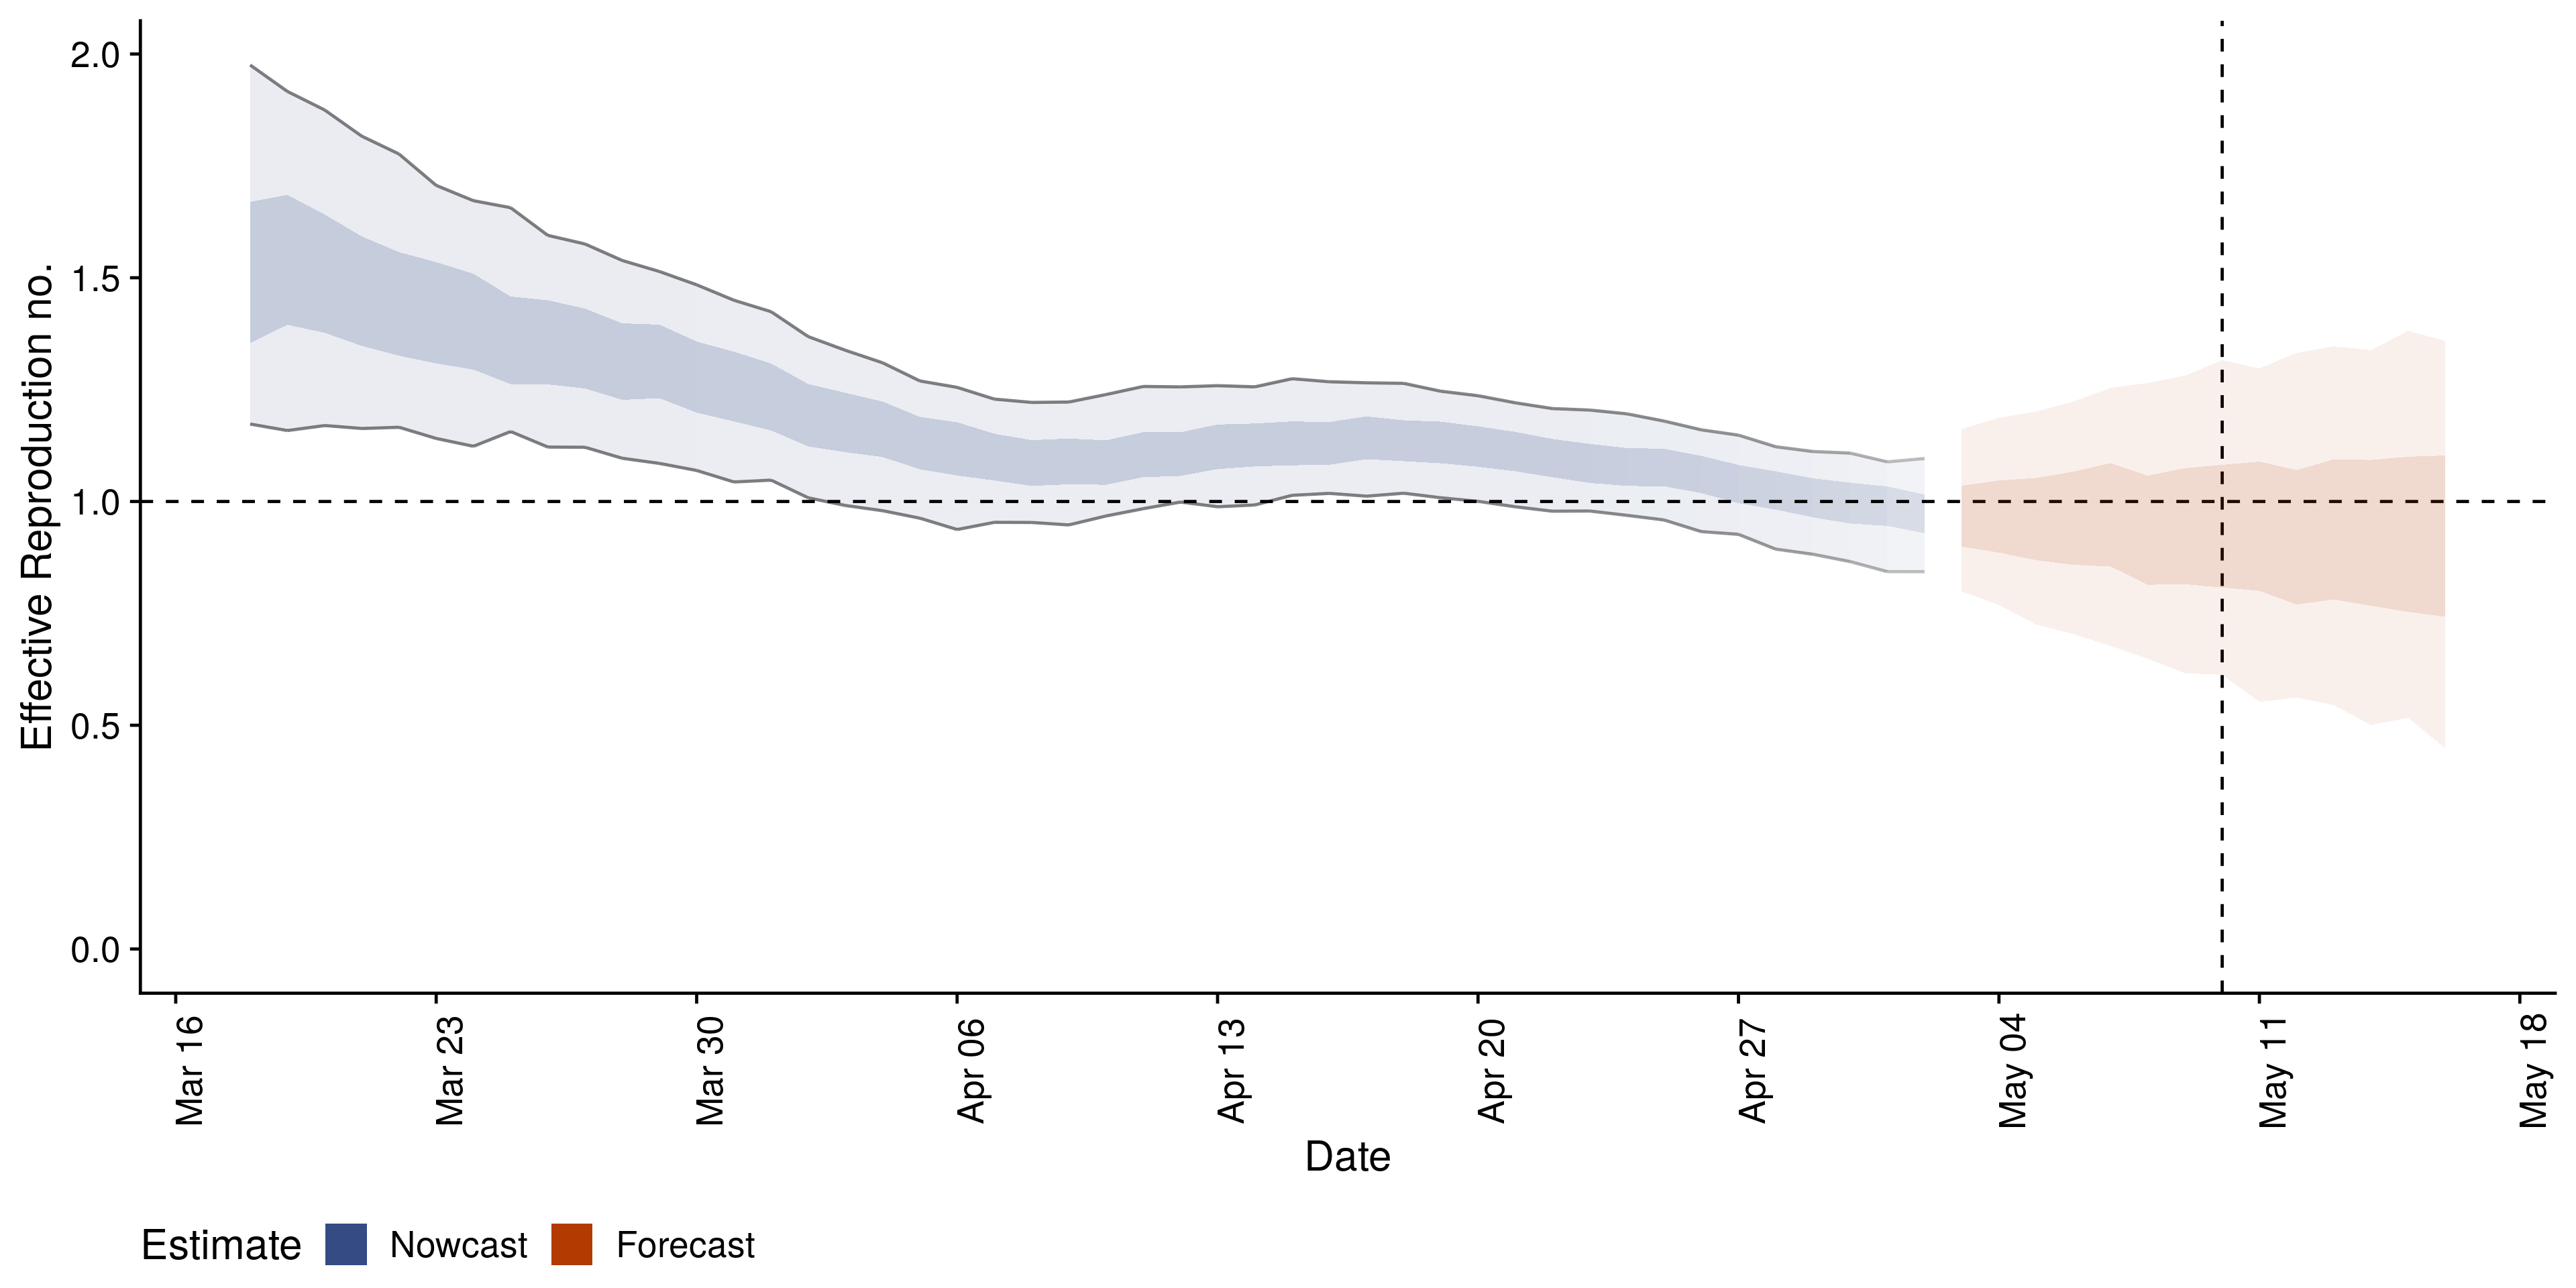 Effective Reproduction no.
2.0
1.5
1.0
0.5
0.0
Mar 16
Mar 23
Mar 30
Apr 06
Apr 13
Apr 20
Apr 27
May 04
May 11
May 18
Date
Estimate Nowcast Forecast